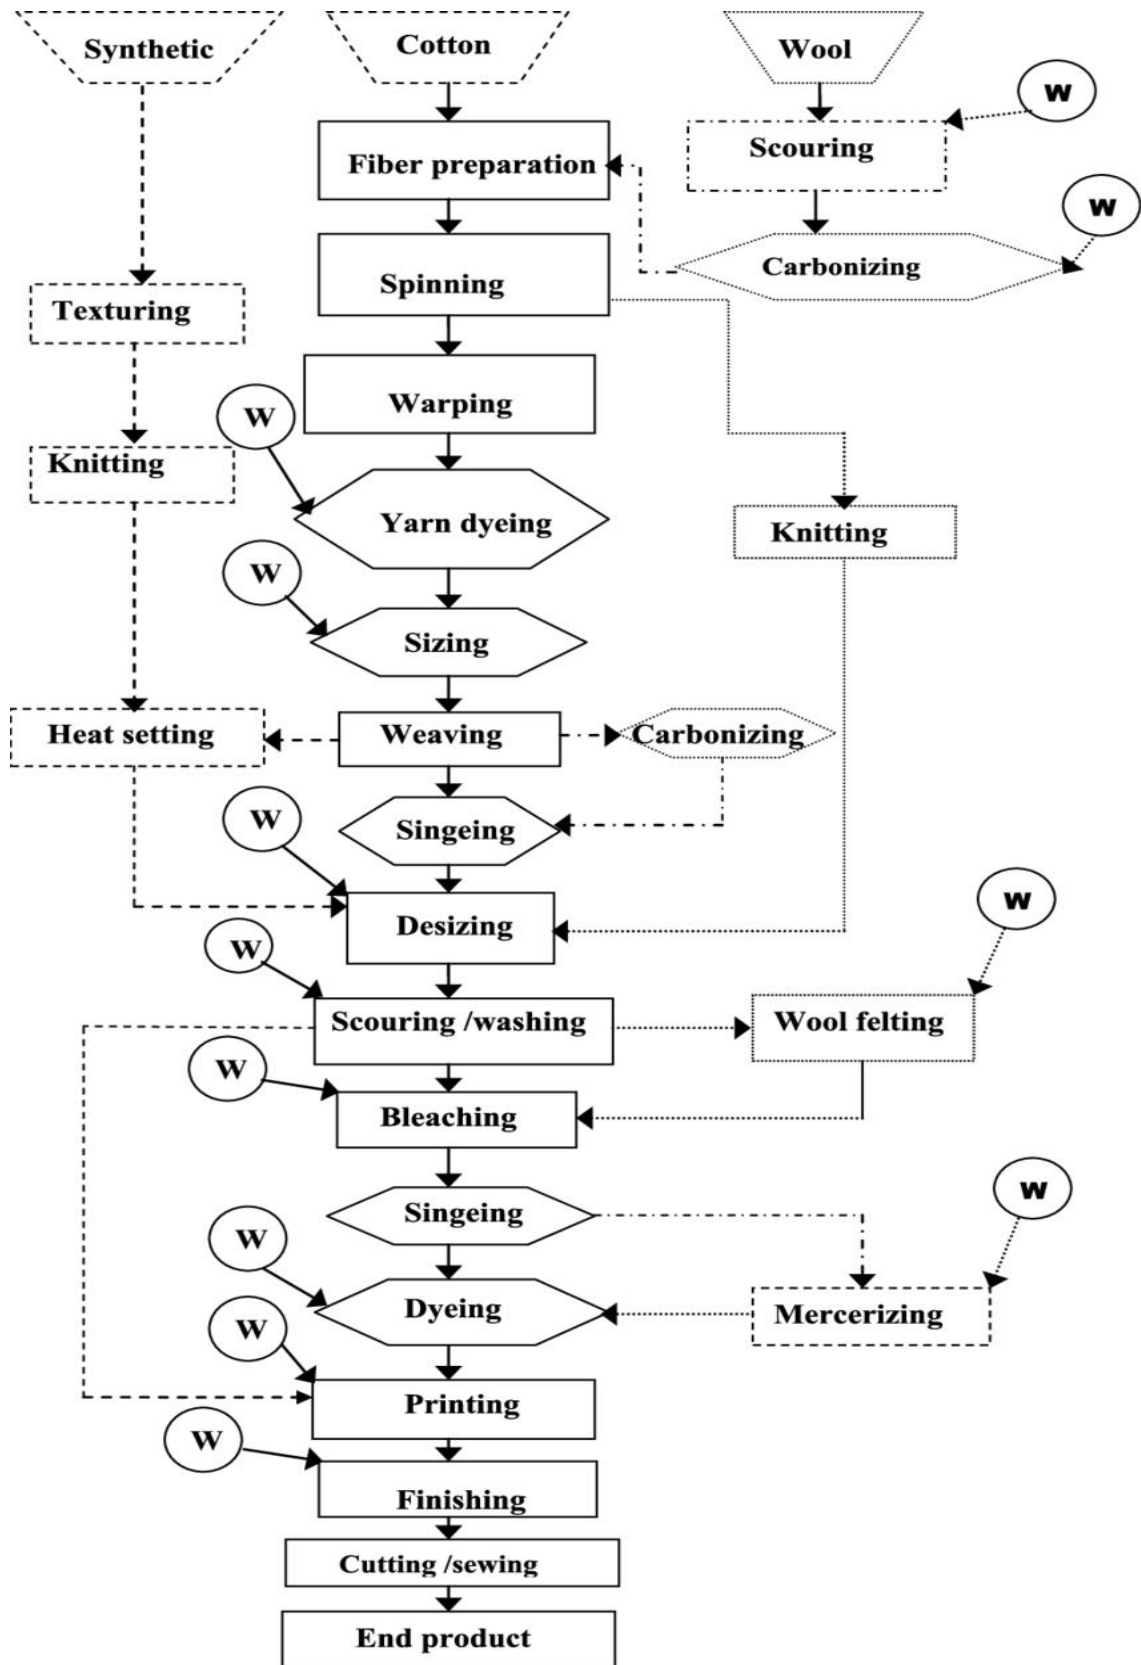 Synthetic
Cotton
Wool
W
Scouring
Fiber preparation
W
Carbonizing
Spinning
Texturing
Warping
W
Knitting
Yarn dyeing
Knitting
W
Sizing
Heat setting
Weaving
Carbonizing
W
Singeing
W
Desizing
W
Scouring /washing
Wool felting
W
Bleaching
W
Singeing
W
Dyeing
Mercerizing
W
Printing
W
Finishing
Cutting /sewing
End product